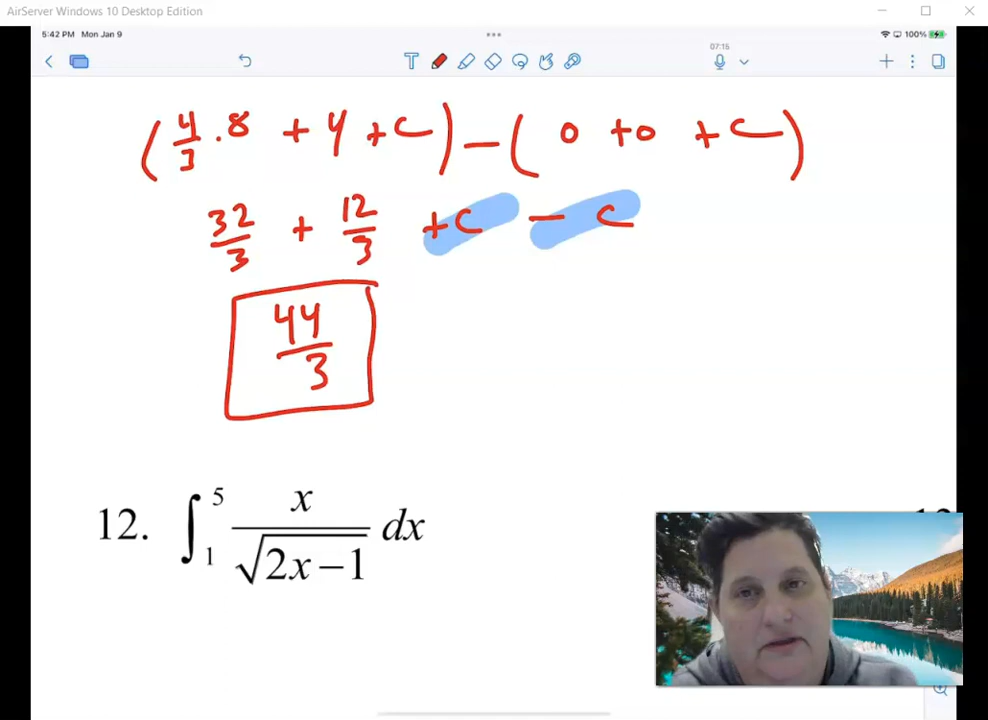 AirServer Windows 10 Desktop Edition
5:42 PM Mon Jan 9
100%
07:15
(4/3 · 8 + 4 + C) − (0 + 0 + C)
32/3 + 12/3 + C − C
44/3
12. ∫₁⁵ x/√(2x−1) dx